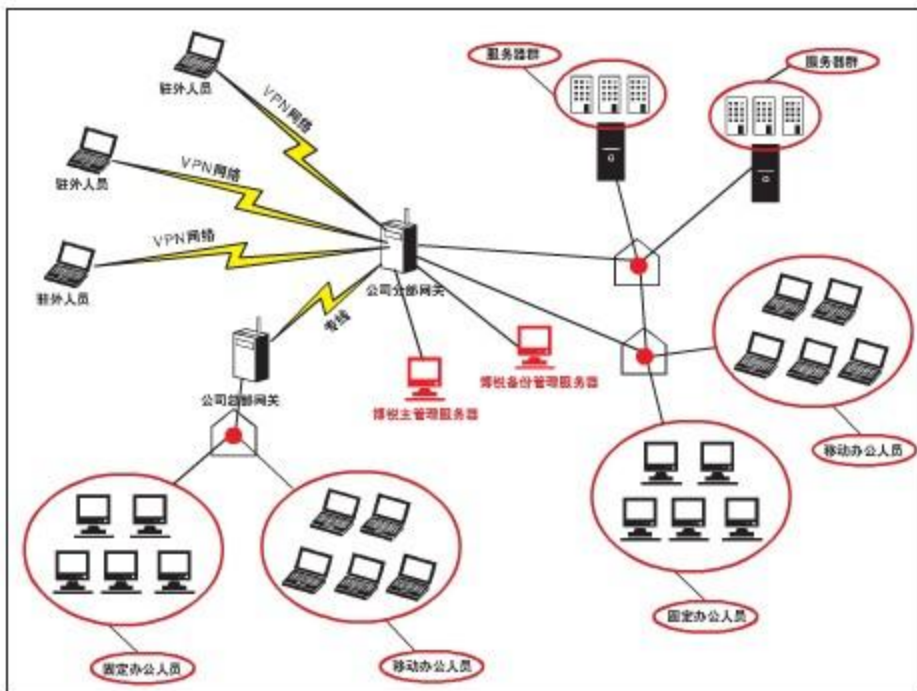 服务器群
服务器群
驻外人员
VPN网络
驻外人员
VPN网络
VPN网络
驻外人员
公司分部网关
专线
博锐备份管理服务器
公司总部网关
博锐主管理服务器
移动办公人员
固定办公人员
固定办公人员
移动办公人员